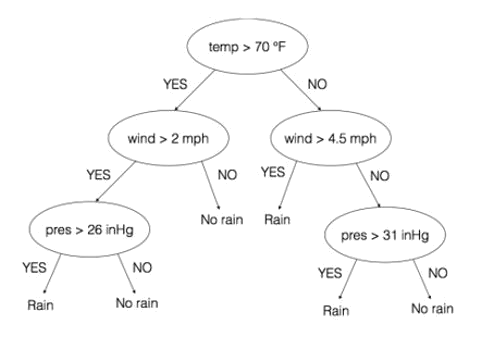 temp > 70 ºF
YES
NO
wind > 2 mph
wind > 4.5 mph
YES
NO
YES
NO
No rain
Rain
pres > 26 inHg
pres > 31 inHg
YES
NO
YES
NO
Rain
No rain
Rain
No rain